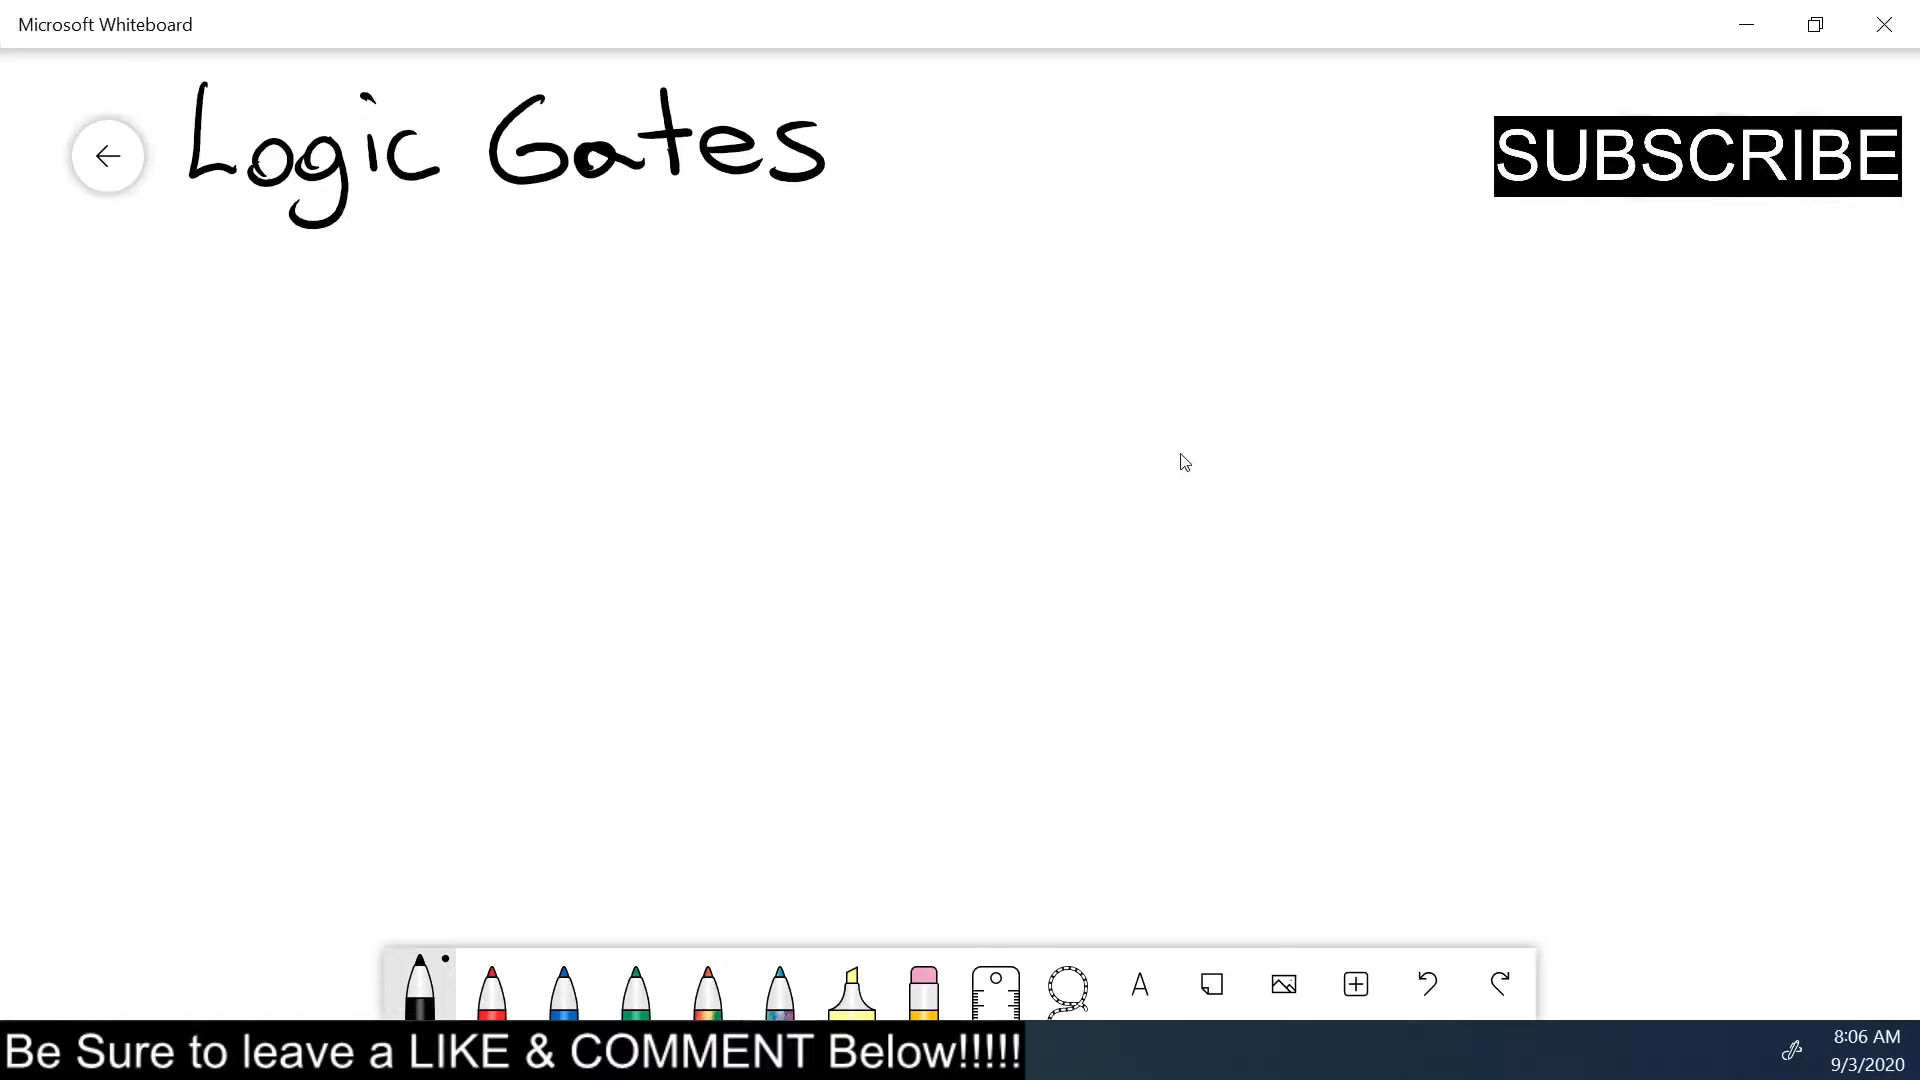 Microsoft Whiteboard
Logic Gates
SUBSCRIBE
A
Be Sure to leave a LIKE & COMMENT Below!!!!!
8:06 AM
9/3/2020